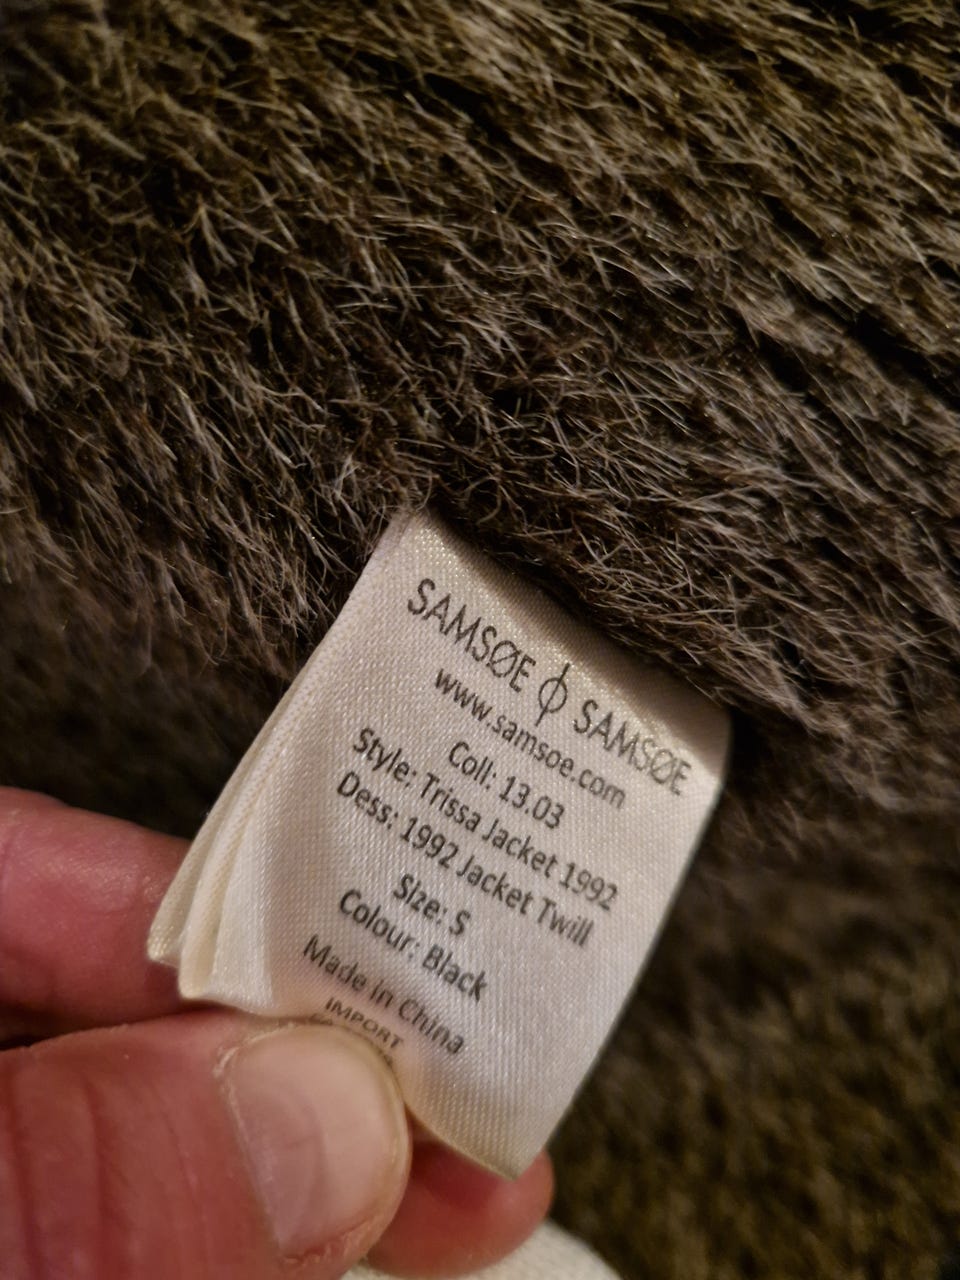 SAMSØE ϕ SAMSØE
www.samsoe.com
Coll: 13.03
Style: Trissa Jacket 1992
Dess: 1992 Jacket Twill
Size: S
Colour: Black
Made in China
IMPORT